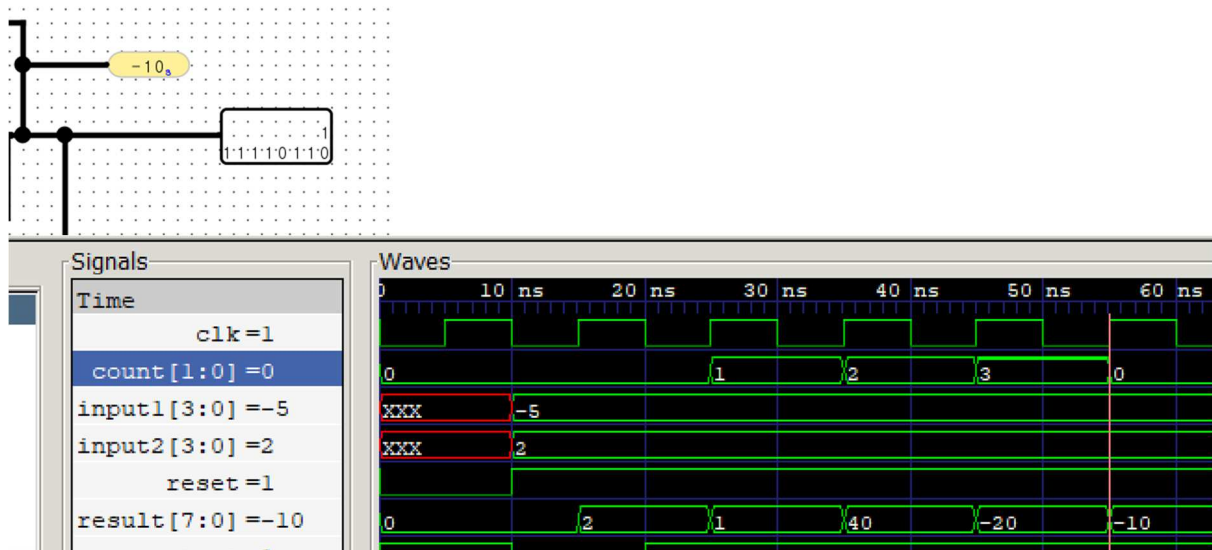 -10s
1
11110110
Signals
Waves
Time
0 10 ns 20 ns 30 ns 40 ns 50 ns 60 ns
clk=1
count[1:0]=0
0 1 2 3 0
input1[3:0]=-5
XXX -5
input2[3:0]=2
XXX 2
reset=1
result[7:0]=-10
0 2 1 40 -20 -10